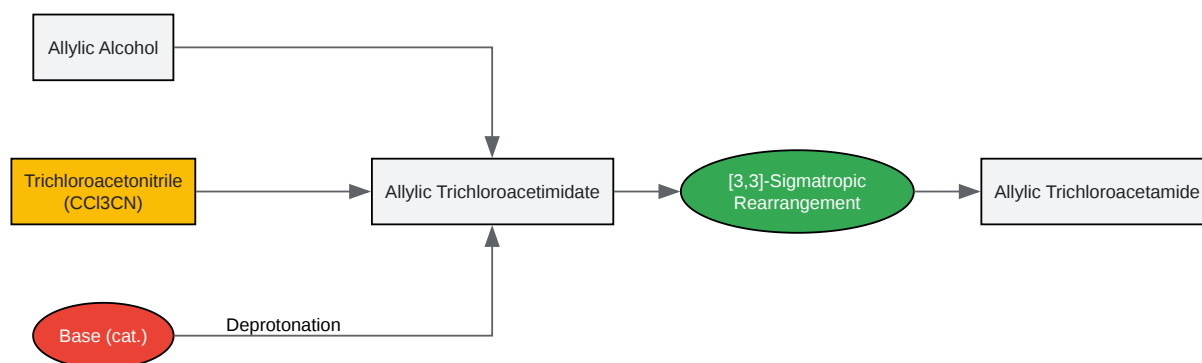 Allylic Alcohol
Trichloroacetonitrile
(CCl3CN)
Allylic Trichloroacetimidate
[3,3]-Sigmatropic
Rearrangement
Allylic Trichloroacetamide
Base (cat.)
Deprotonation